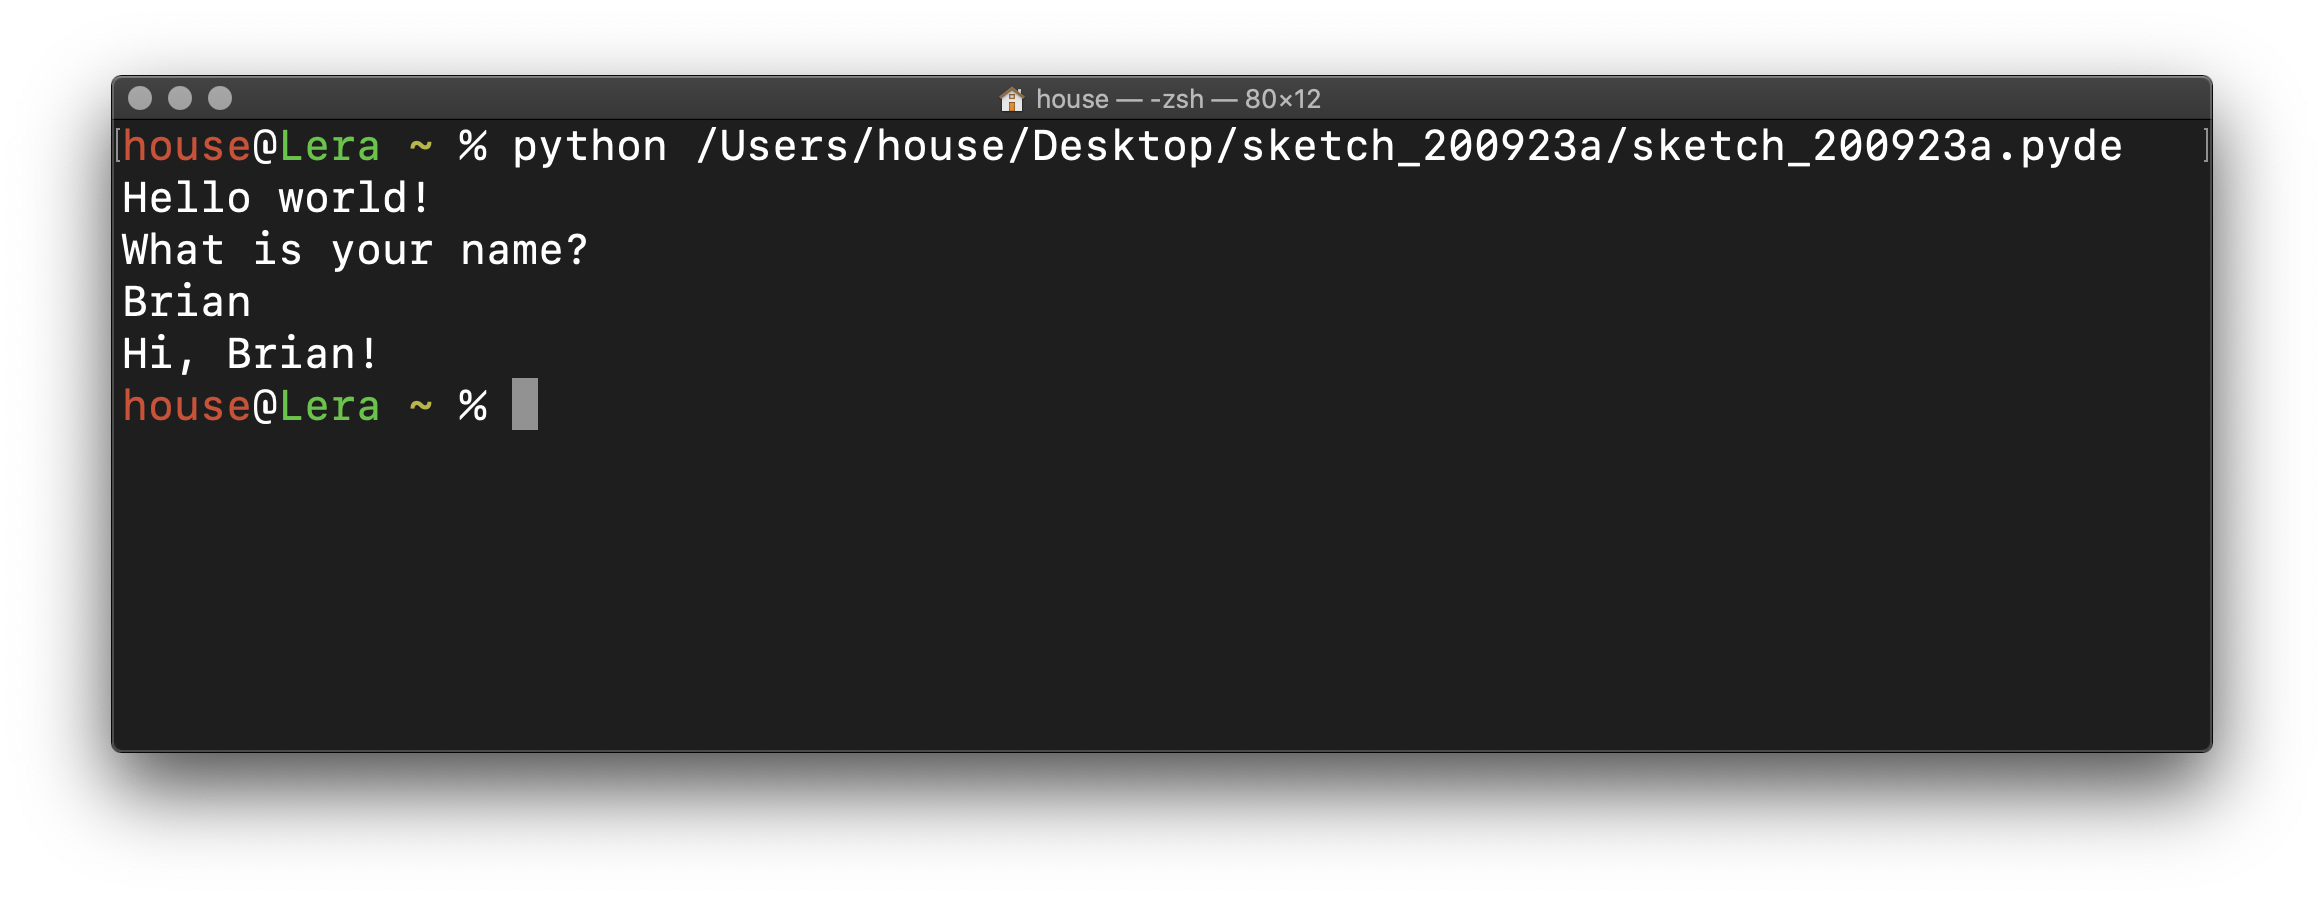 house — -zsh — 80×12
house@Lera ~ % python /Users/house/Desktop/sketch_200923a/sketch_200923a.pyde
Hello world!
What is your name?
Brian
Hi, Brian!
house@Lera ~ %